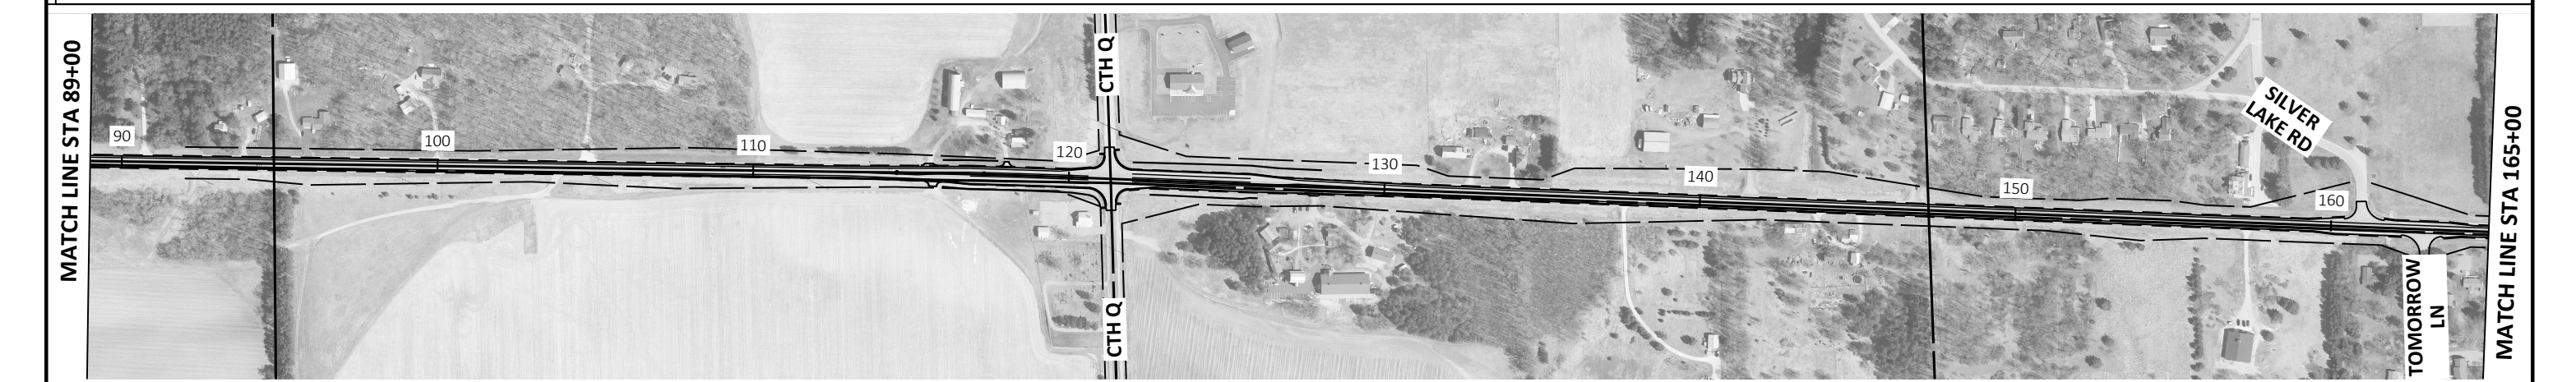 MATCH LINE STA 89+00
90
100
110
120
CTH Q
CTH Q
130
140
150
160
SILVER
LAKE RD
TOMORROW
LN
MATCH LINE STA 165+00